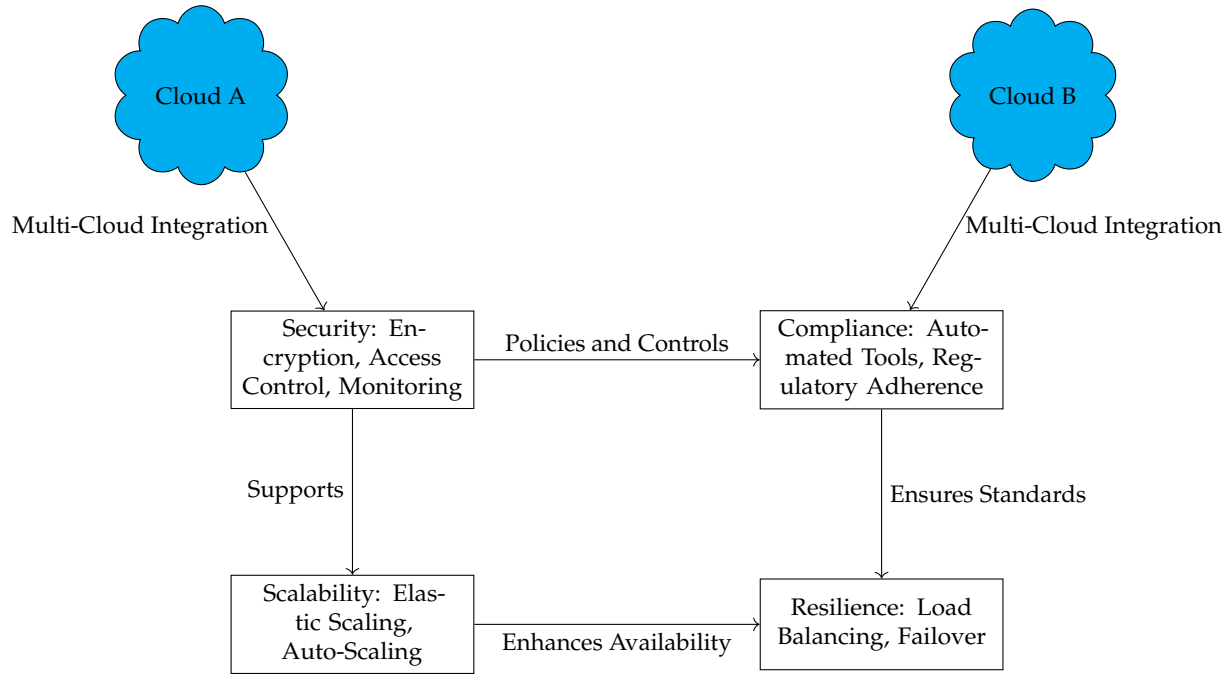 Cloud A
Cloud B
Multi-Cloud Integration
Multi-Cloud Integration
Security: En-
cryption, Access
Control, Monitoring
Policies and Controls
Compliance: Auto-
mated Tools, Reg-
ulatory Adherence
Supports
Ensures Standards
Scalability: Elas-
tic Scaling,
Auto-Scaling
Enhances Availability
Resilience: Load
Balancing, Failover